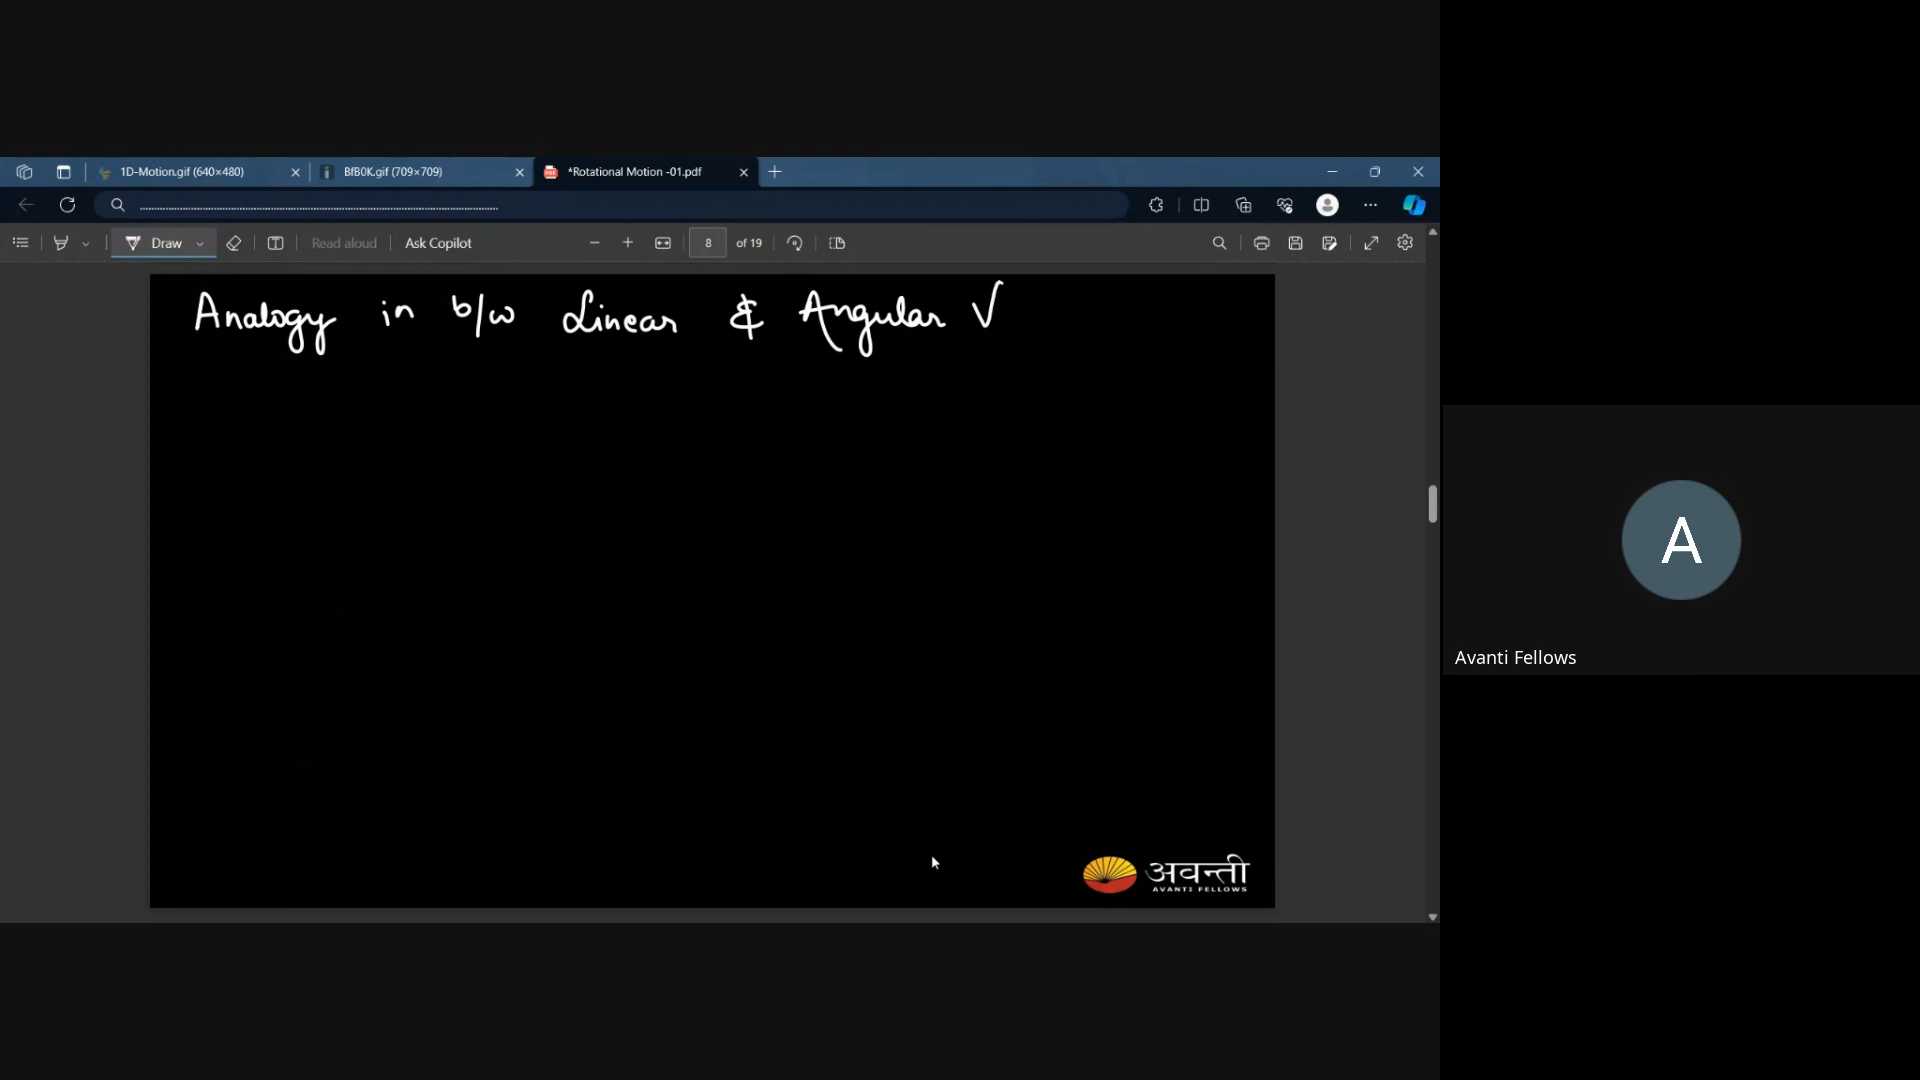 1D-Motion.gif (640×480)
BfB0K.gif (709×709)
*Rotational Motion -01.pdf
Draw
Read aloud
Ask Copilot
8 of 19
Analogy in b/w Linear & Angular √
अवन्ती
AVANTI FELLOWS
A
Avanti Fellows